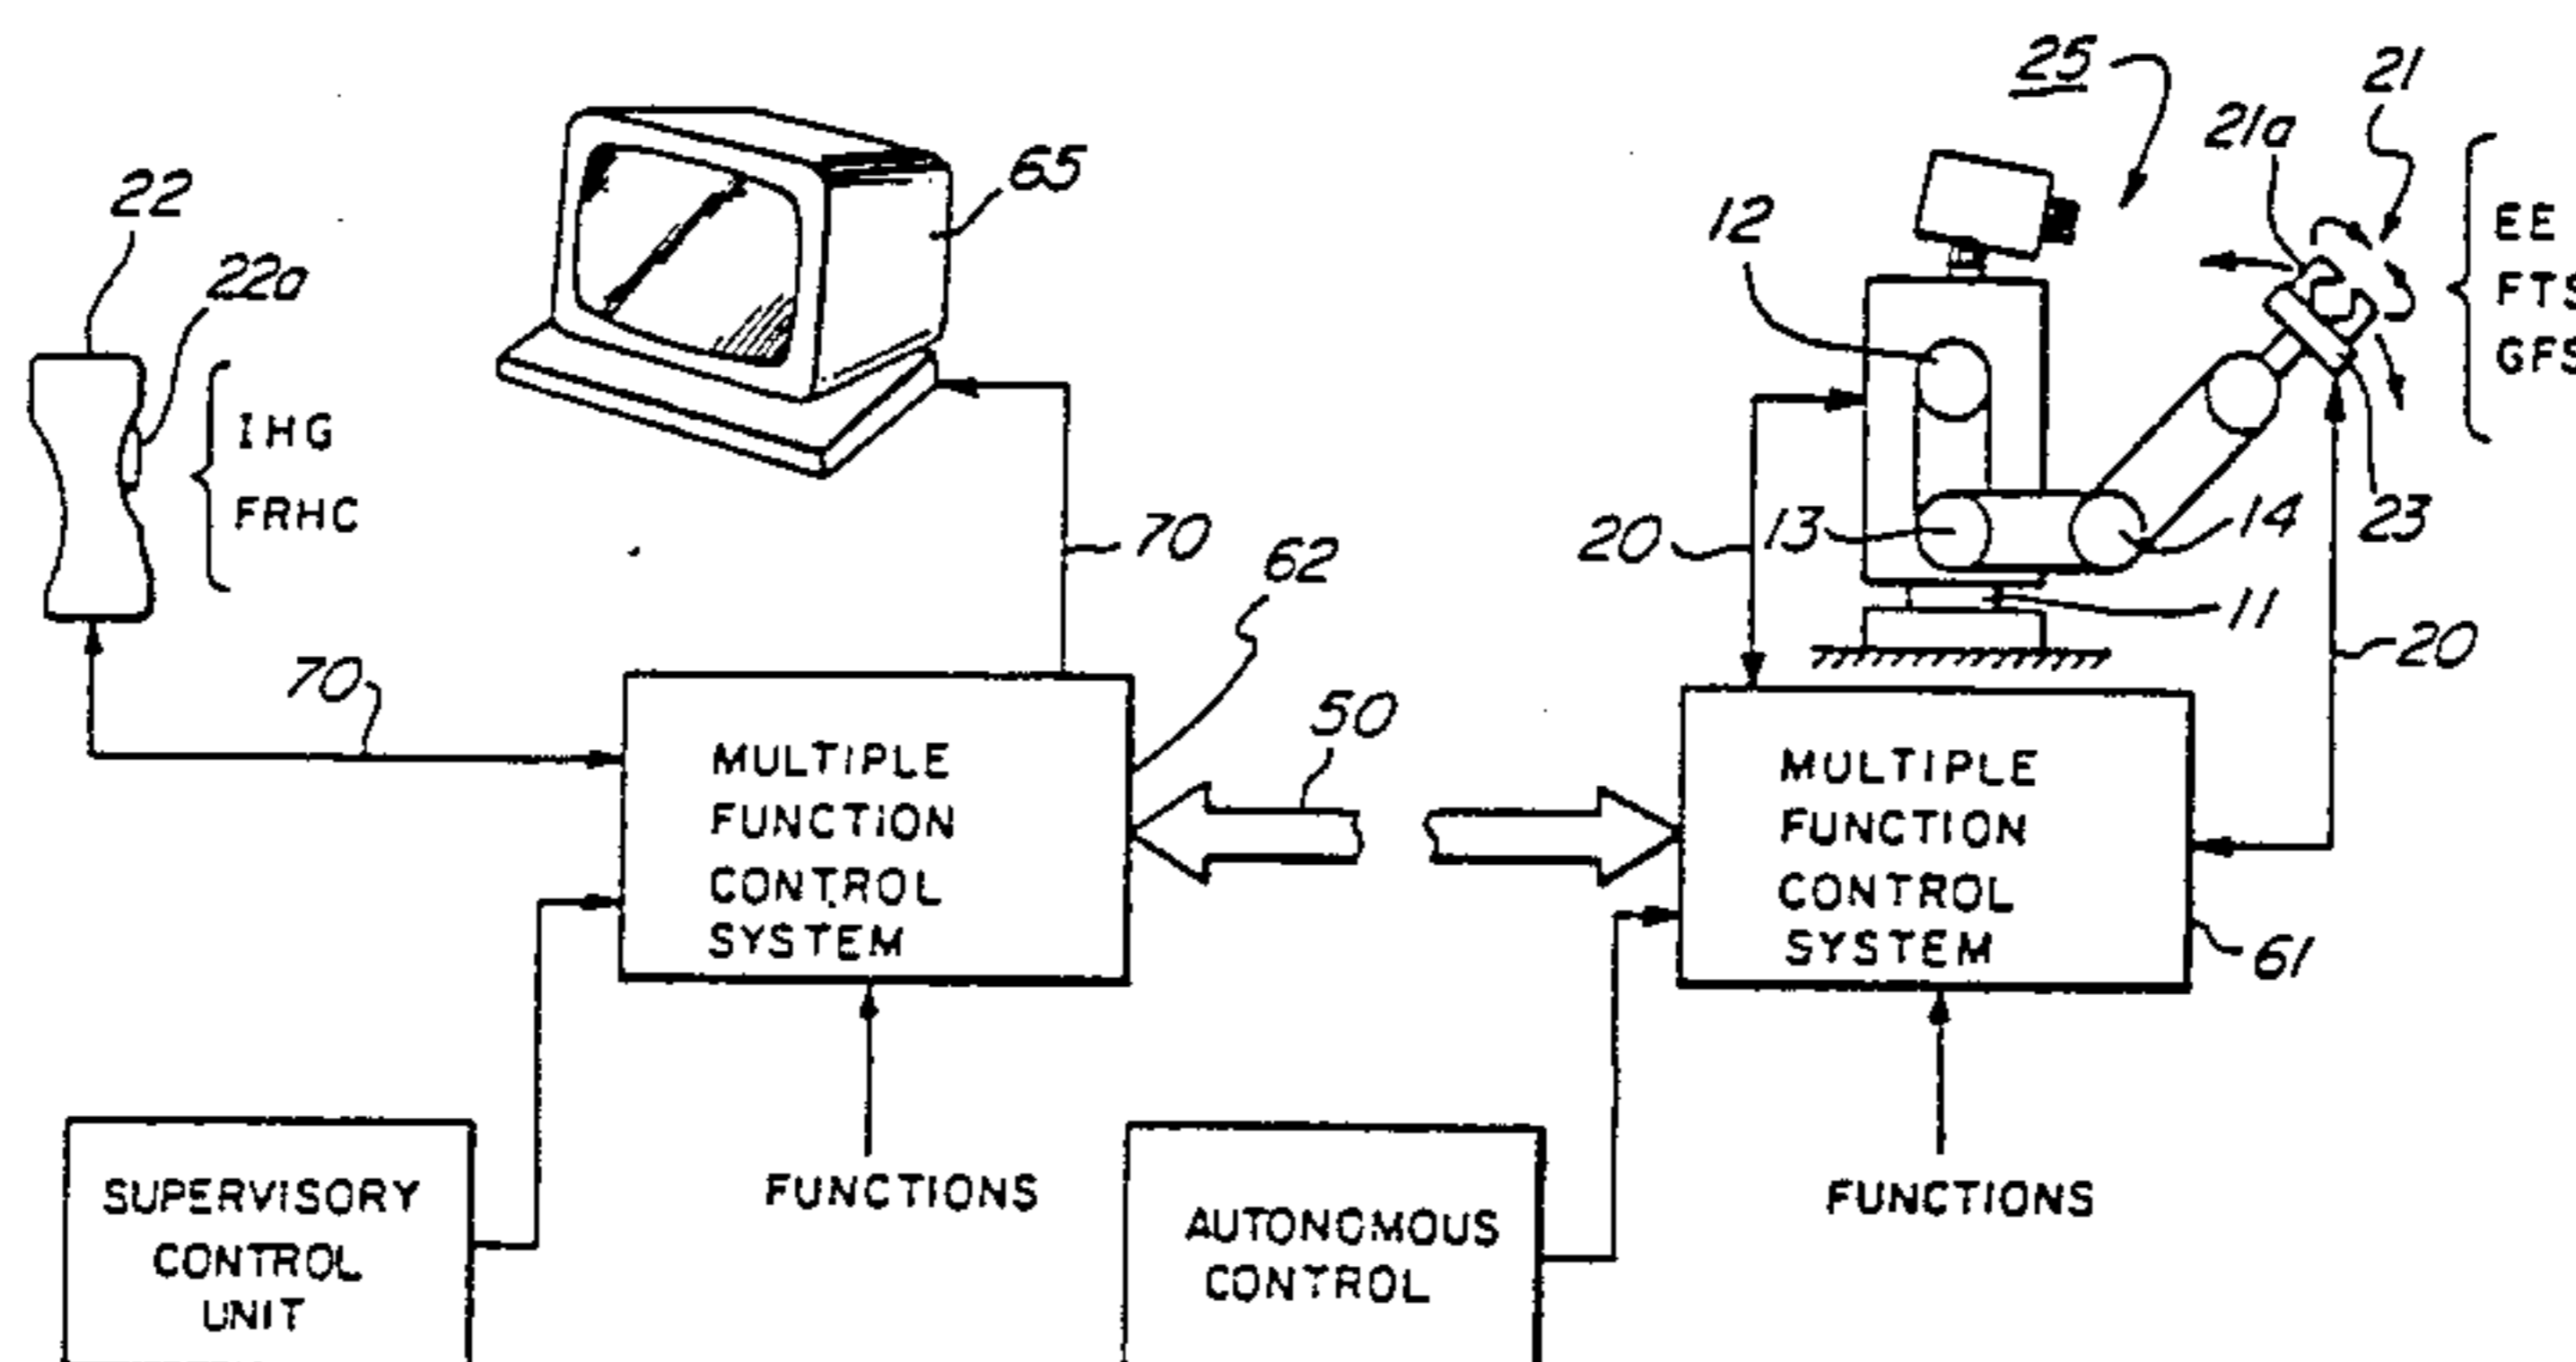 25
21
21a
12
EE
FTS
GFS
65
22
22a
IHG
FRHC
70
62
20
13
14
23
11
20
70
50
MULTIPLE
FUNCTION
CONTROL
SYSTEM
MULTIPLE
FUNCTION
CONTROL
SYSTEM
61
FUNCTIONS
FUNCTIONS
SUPERVISORY
CONTROL
UNIT
AUTONOMOUS
CONTROL